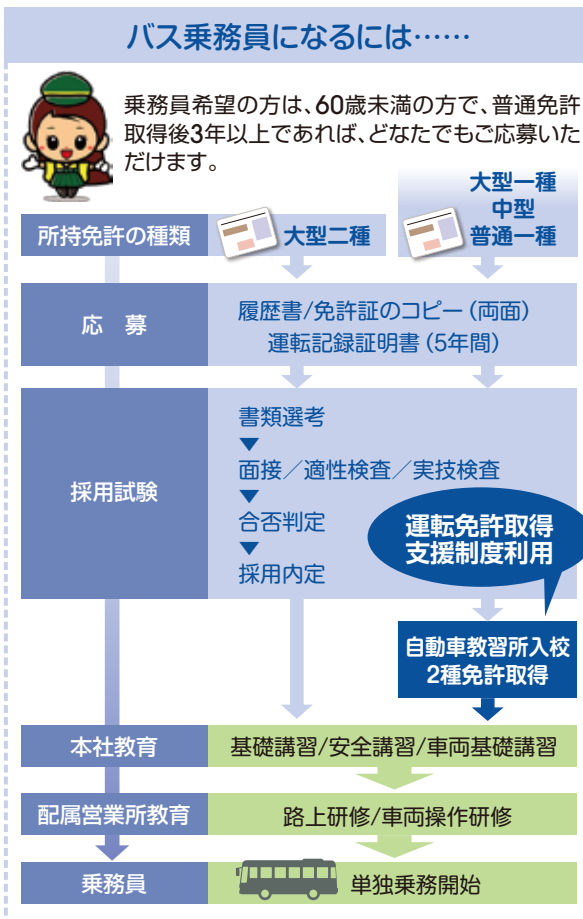 バス乗務員になるには……
乗務員希望の方は、60歳未満の方で、普通免許
取得後3年以上であれば、どなたでもご応募いた
だけます。
所持免許の種類
大型二種
大型一種
中型
普通一種
応　募
履歴書/免許証のコピー（両面）
運転記録証明書（5年間）
採用試験
書類選考
▼
面接／適性検査／実技検査
▼
合否判定
▼
採用内定
運転免許取得
支援制度利用
自動車教習所入校
2種免許取得
本社教育
基礎講習/安全講習/車両基礎講習
配属営業所教育
路上研修/車両操作研修
乗務員
単独乗務開始